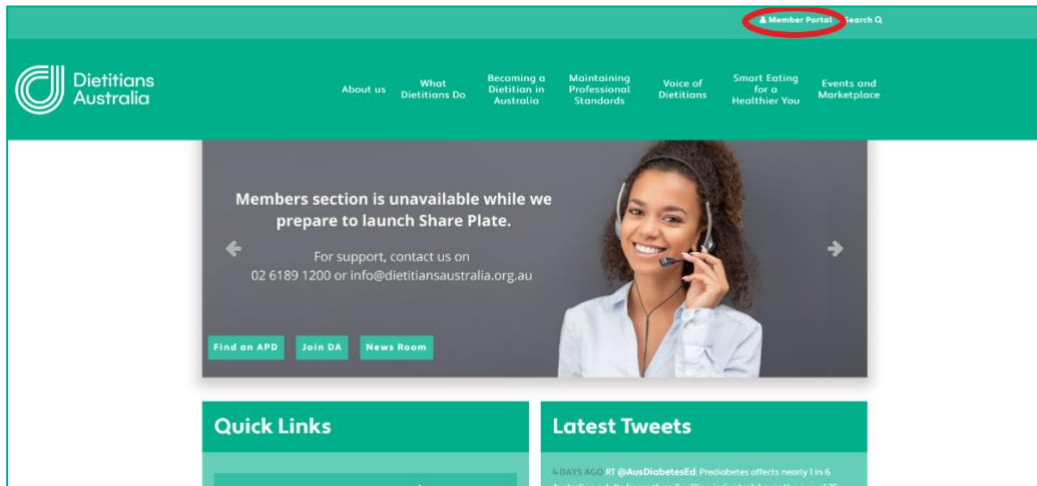 Member Portal Search
Dietitians
Australia
About us
What
Dietitians Do
Becoming a
Dietitian in
Australia
Maintaining
Professional
Standards
Voice of
Dietitians
Smart Eating
for a
Healthier You
Events and
Marketplace
Members section is unavailable while we
prepare to launch Share Plate.
For support, contact us on
02 6189 1200 or info@dietitiansaustralia.org.au
Find an APD
Join DA
News Room
Quick Links
Latest Tweets
4 DAYS AGO RT @AusDiabetesEd: Prediabetes affects nearly 1 in 6